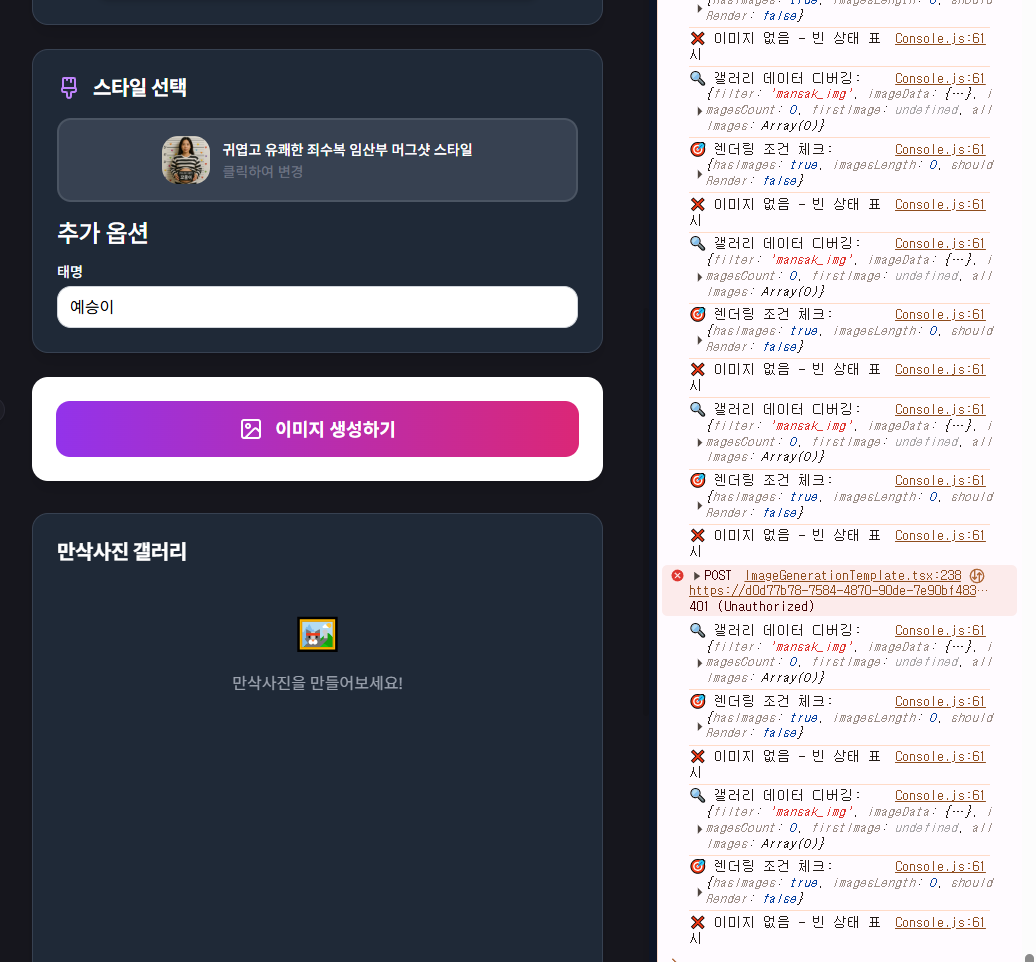 스타일 선택
귀엽고 유쾌한 죄수복 임산부 머그샷 스타일
클릭하여 변경
추가 옵션
태명
예승이
이미지 생성하기
만삭사진 갤러리
만삭사진을 만들어보세요!
{hasImages: true, imagesLength: 0, should
Render: false}
❌ 이미지 없음 - 빈 상태 표 Console.js:61
시
🔍 갤러리 데이터 디버깅: Console.js:61
{filter: 'mansak_img', imageData: {…}, i
magesCount: 0, firstImage: undefined, all
Images: Array(0)}
🎯 렌더링 조건 체크: Console.js:61
{hasImages: true, imagesLength: 0, should
Render: false}
❌ 이미지 없음 - 빈 상태 표 Console.js:61
시
🔍 갤러리 데이터 디버깅: Console.js:61
{filter: 'mansak_img', imageData: {…}, i
magesCount: 0, firstImage: undefined, all
Images: Array(0)}
🎯 렌더링 조건 체크: Console.js:61
{hasImages: true, imagesLength: 0, should
Render: false}
❌ 이미지 없음 - 빈 상태 표 Console.js:61
시
🔍 갤러리 데이터 디버깅: Console.js:61
{filter: 'mansak_img', imageData: {…}, i
magesCount: 0, firstImage: undefined, all
Images: Array(0)}
🎯 렌더링 조건 체크: Console.js:61
{hasImages: true, imagesLength: 0, should
Render: false}
❌ 이미지 없음 - 빈 상태 표 Console.js:61
시
POST ImageGenerationTemplate.tsx:238
https://d0d77b78-7584-4870-90de-7e90bf483…
401 (Unauthorized)
🔍 갤러리 데이터 디버깅: Console.js:61
{filter: 'mansak_img', imageData: {…}, i
magesCount: 0, firstImage: undefined, all
Images: Array(0)}
🎯 렌더링 조건 체크: Console.js:61
{hasImages: true, imagesLength: 0, should
Render: false}
❌ 이미지 없음 - 빈 상태 표 Console.js:61
시
🔍 갤러리 데이터 디버깅: Console.js:61
{filter: 'mansak_img', imageData: {…}, i
magesCount: 0, firstImage: undefined, all
Images: Array(0)}
🎯 렌더링 조건 체크: Console.js:61
{hasImages: true, imagesLength: 0, should
Render: false}
❌ 이미지 없음 - 빈 상태 표 Console.js:61
시